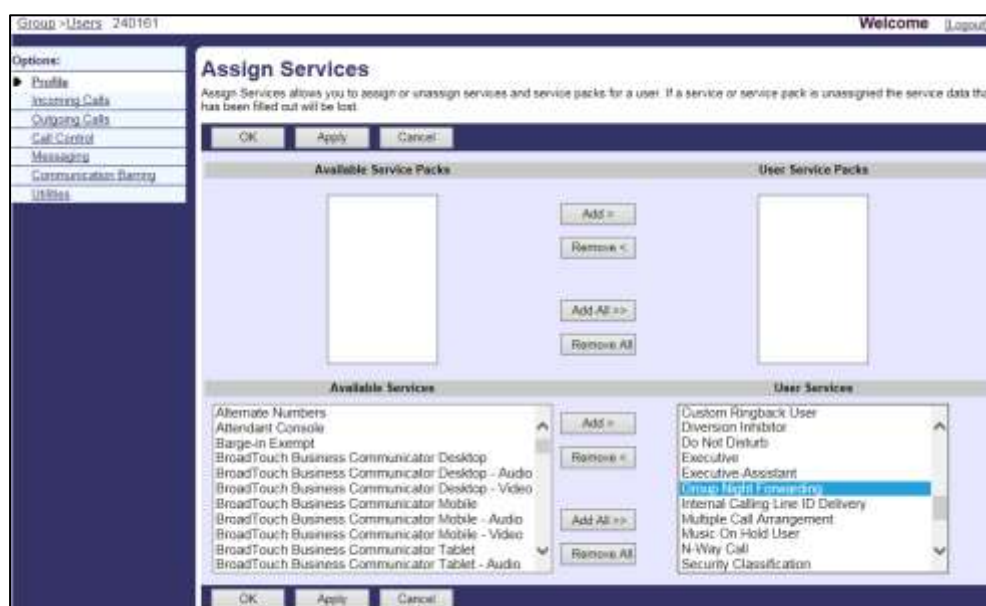 Group >Users 240161
Welcome [Logout
Options:
Profile
Incoming Calls
Outgoing Calls
Call Control
Messaging
Communication Barring
Utilities
Assign Services
Assign Services allows you to assign or unassign services and service packs for a user. If a service or service pack is unassigned the service data tha
has been filled out will be lost.
OK Apply Cancel
Available Service Packs User Service Packs
Add >
Remove <
Add All >>
Remove All
Available Services User Services
Alternate Numbers
Attendant Console
Barge-in Exempt
BroadTouch Business Communicator Desktop
BroadTouch Business Communicator Desktop - Audio
BroadTouch Business Communicator Desktop - Video
BroadTouch Business Communicator Mobile
BroadTouch Business Communicator Mobile - Audio
BroadTouch Business Communicator Mobile - Video
BroadTouch Business Communicator Tablet
BroadTouch Business Communicator Tablet - Audio
Add >
Remove <
Add All >>
Remove All
Custom Ringback User
Diversion Inhibitor
Do Not Disturb
Executive
Executive-Assistant
Group Night Forwarding
Internal Calling Line ID Delivery
Multiple Call Arrangement
Music On Hold User
N-Way Call
Security Classification
OK Apply Cancel